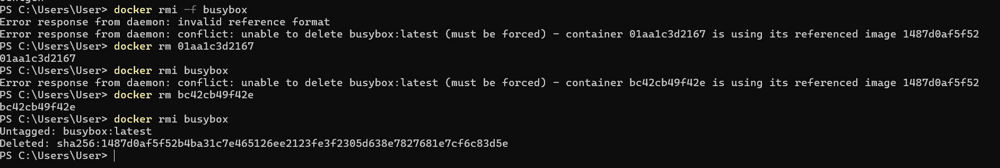 PS C:\Users\User> docker rmi –f busybox
Error response from daemon: invalid reference format
Error response from daemon: conflict: unable to delete busybox:latest (must be forced) - container 01aa1c3d2167 is using its referenced image 1487d0af5f52
PS C:\Users\User> docker rm 01aa1c3d2167
01aa1c3d2167
PS C:\Users\User> docker rmi busybox
Error response from daemon: conflict: unable to delete busybox:latest (must be forced) - container bc42cb49f42e is using its referenced image 1487d0af5f52
PS C:\Users\User> docker rm bc42cb49f42e
bc42cb49f42e
PS C:\Users\User> docker rmi busybox
Untagged: busybox:latest
Deleted: sha256:1487d0af5f52b4ba31c7e465126ee2123fe3f2305d638e7827681e7cf6c83d5e
PS C:\Users\User>